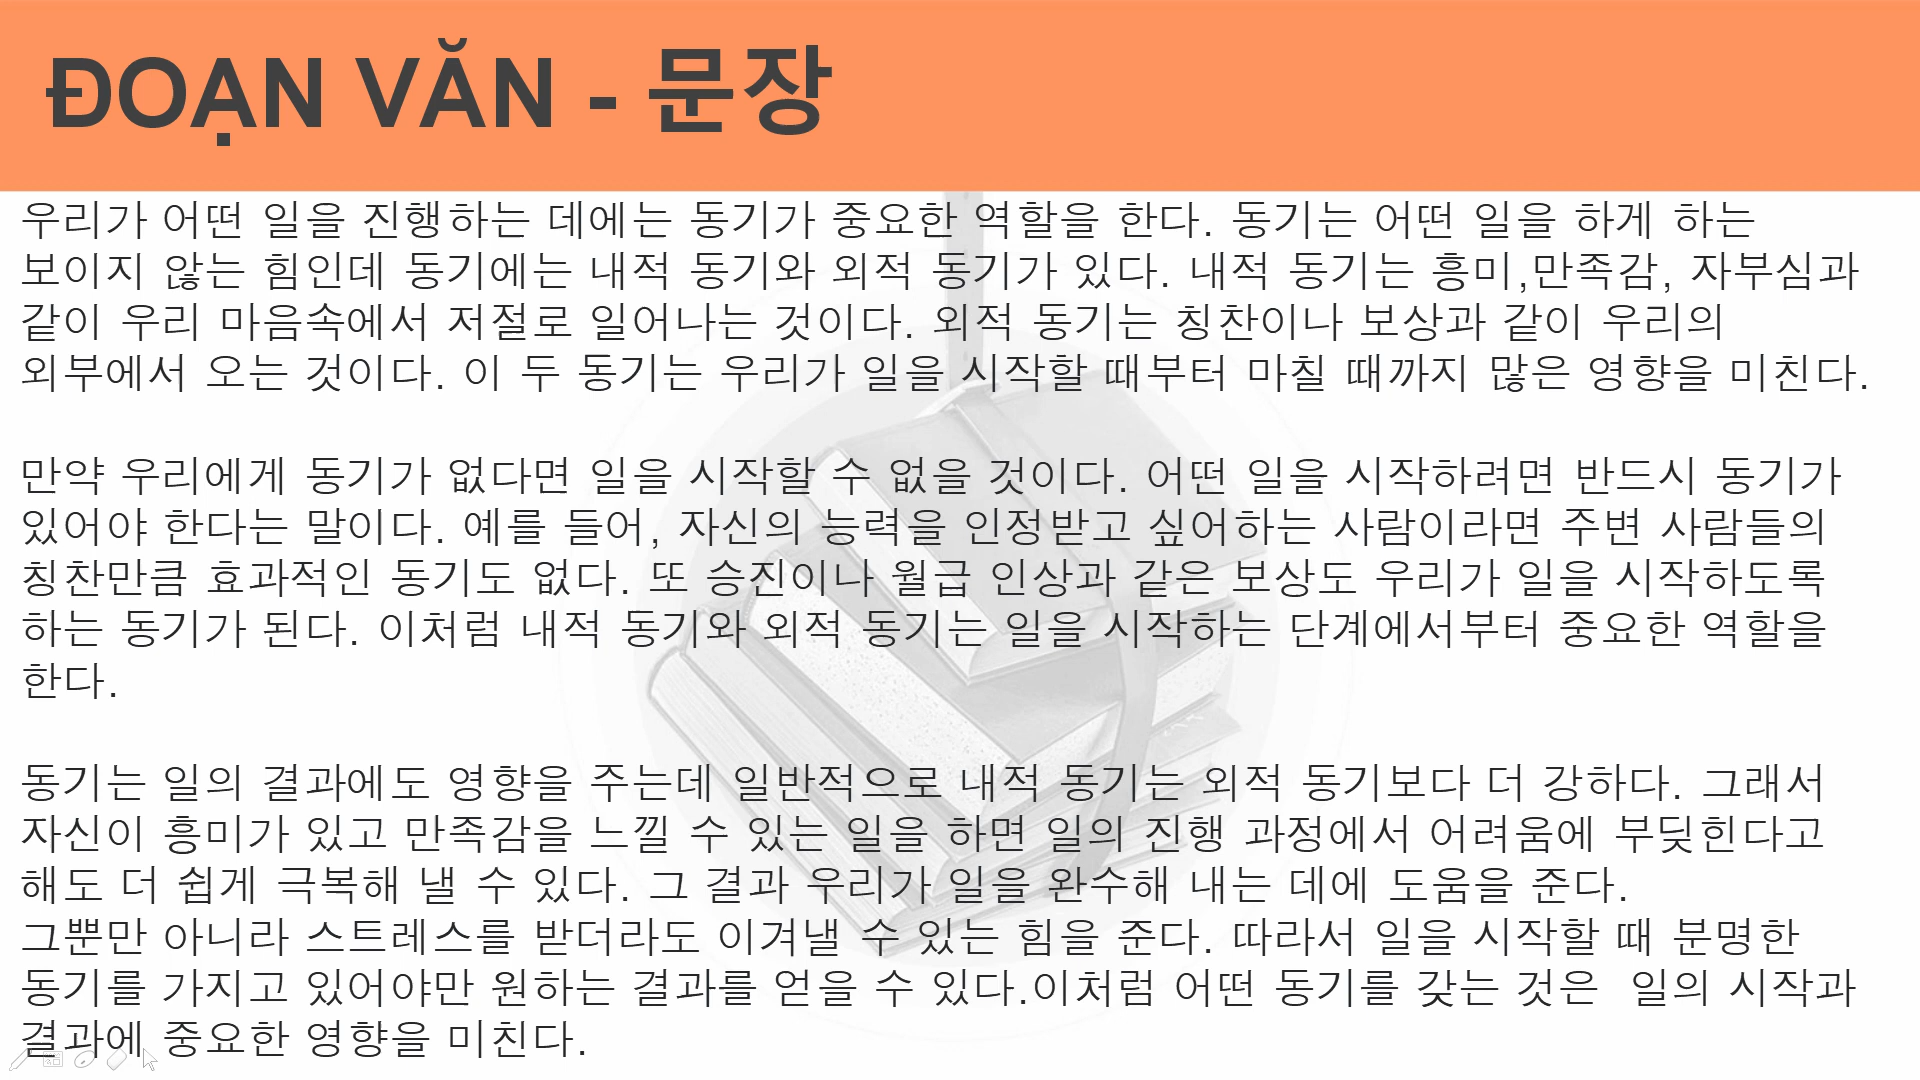 ĐOẠN VĂN - 문장
우리가 어떤 일을 진행하는 데에는 동기가 중요한 역할을 한다. 동기는 어떤 일을 하게 하는
보이지 않는 힘인데 동기에는 내적 동기와 외적 동기가 있다. 내적 동기는 흥미,만족감, 자부심과
같이 우리 마음속에서 저절로 일어나는 것이다. 외적 동기는 칭찬이나 보상과 같이 우리의
외부에서 오는 것이다. 이 두 동기는 우리가 일을 시작할 때부터 마칠 때까지 많은 영향을 미친다.
만약 우리에게 동기가 없다면 일을 시작할 수 없을 것이다. 어떤 일을 시작하려면 반드시 동기가
있어야 한다는 말이다. 예를 들어, 자신의 능력을 인정받고 싶어하는 사람이라면 주변 사람들의
칭찬만큼 효과적인 동기도 없다. 또 승진이나 월급 인상과 같은 보상도 우리가 일을 시작하도록
하는 동기가 된다. 이처럼 내적 동기와 외적 동기는 일을 시작하는 단계에서부터 중요한 역할을
한다.
동기는 일의 결과에도 영향을 주는데 일반적으로 내적 동기는 외적 동기보다 더 강하다. 그래서
자신이 흥미가 있고 만족감을 느낄 수 있는 일을 하면 일의 진행 과정에서 어려움에 부딪힌다고
해도 더 쉽게 극복해 낼 수 있다. 그 결과 우리가 일을 완수해 내는 데에 도움을 준다.
그뿐만 아니라 스트레스를 받더라도 이겨낼 수 있는 힘을 준다. 따라서 일을 시작할 때 분명한
동기를 가지고 있어야만 원하는 결과를 얻을 수 있다.이처럼 어떤 동기를 갖는 것은 일의 시작과
결과에 중요한 영향을 미친다.